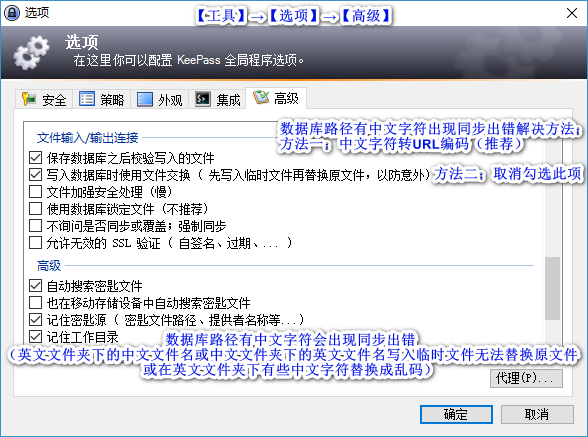 选项
【工具】→【选项】→【高级】
选项
在这里你可以配置 KeePass 全局程序选项。
安全 策略 外观 集成 高级
文件输入/输出连接
数据库路径有中文字符出现同步出错解决方法：
方法一：中文字符转URL编码（推荐）
保存数据库之后校验写入的文件
写入数据库时使用文件交换（ 先写入临时文件再替换原文件，以防意外）
方法二：取消勾选此项
文件加强安全处理（慢）
使用数据库锁定文件（不推荐）
不询问是否同步或覆盖；强制同步
允许无效的 SSL 验证（ 自签名、过期、... ）
高级
自动搜索密匙文件
也在移动存储设备中自动搜索密匙文件
记住密匙源（ 密匙文件路径、提供者名称等...）
记住工作目录
数据库路径有中文字符会出现同步出错
（英文文件夹下的中文文件名或中文文件夹下的英文文件名写入临时文件无法替换原文件
或在英文文件夹下有些中文字符替换成乱码）
代理(P)...
确定 取消